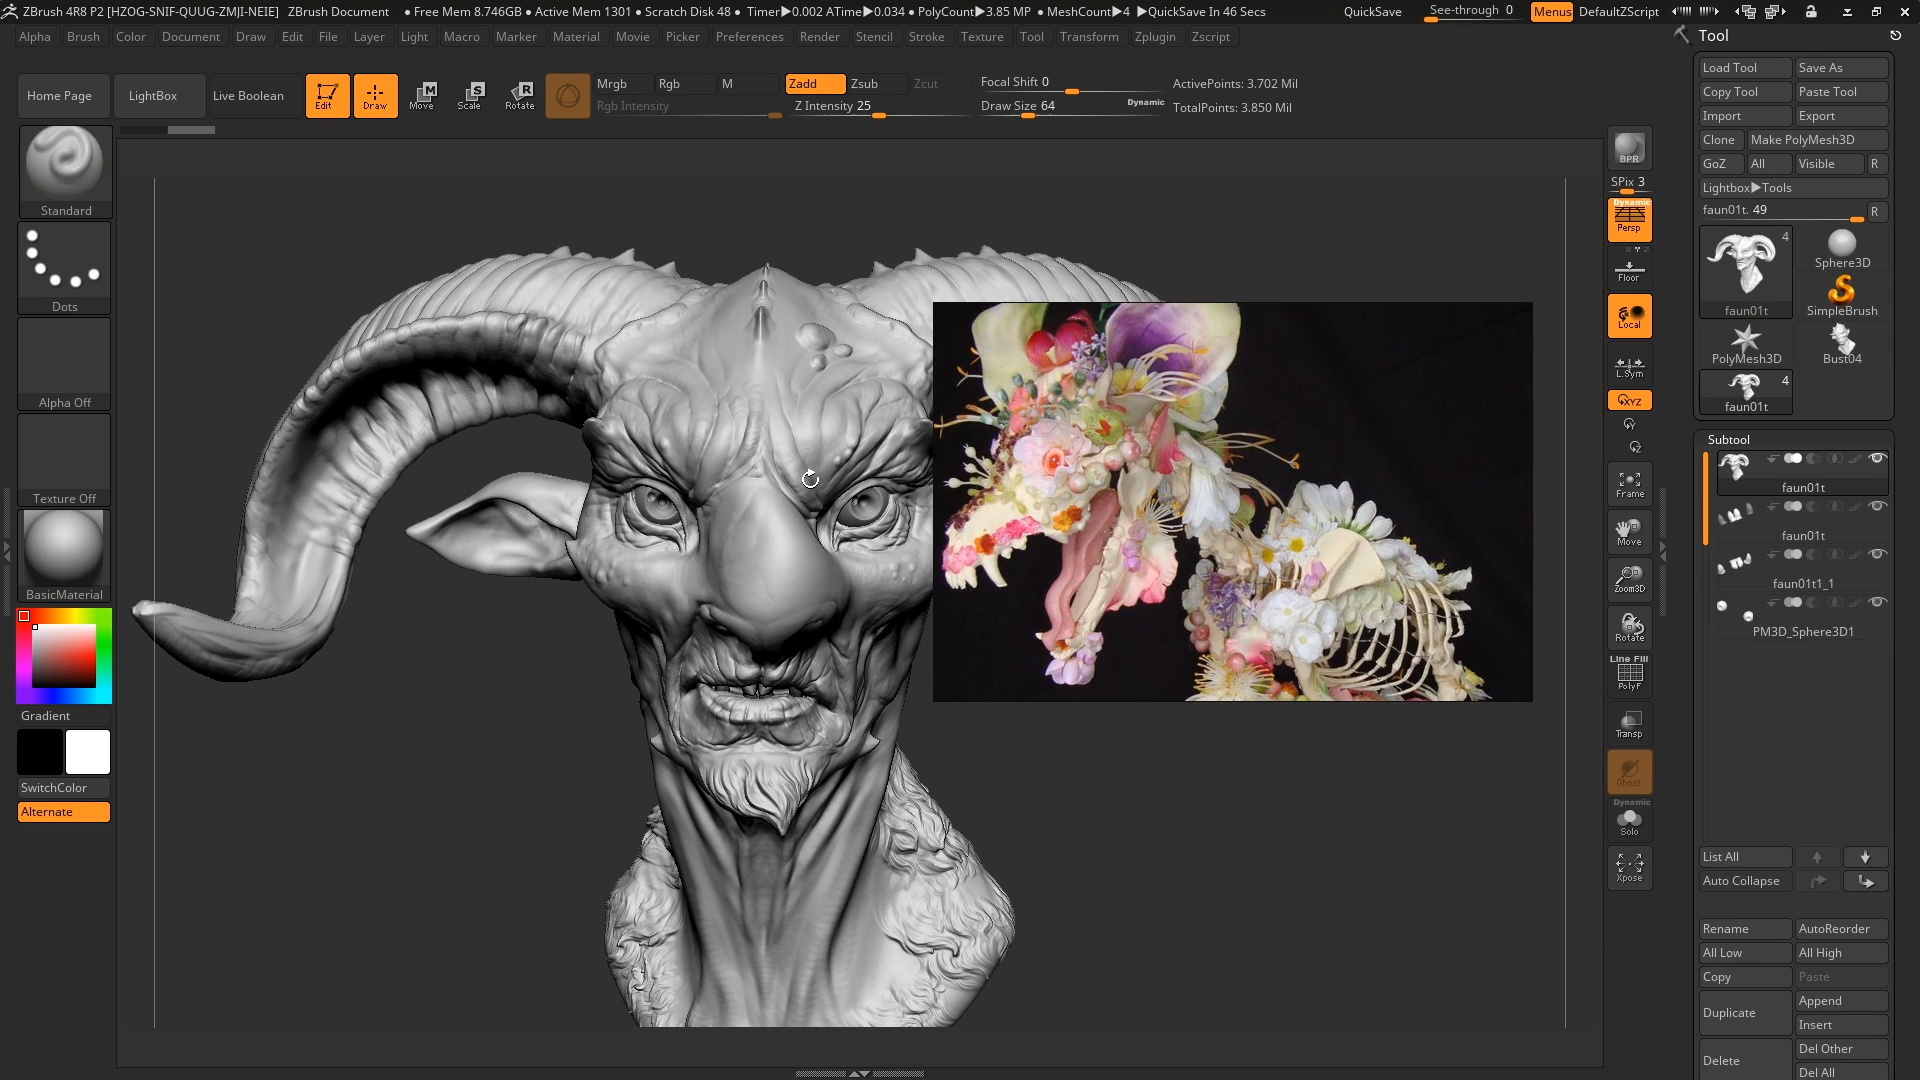 ZBrush 4R8 P2 [HZOG-SNIF-QUUG-ZMJI-NEIE] ZBrush Document • Free Mem 8.746GB • Active Mem 1301 • Scratch Disk 48 • Timer▶0.002 ATime▶0.034 • PolyCount▶3.85 MP • MeshCount▶4 ▶QuickSave In 46 Secs QuickSave See-through 0 Menus DefaultZScript
Alpha Brush Color Document Draw Edit File Layer Light Macro Marker Material Movie Picker Preferences Render Stencil Stroke Texture Tool Transform Zplugin Zscript
Home Page LightBox Live Boolean Edit Draw Move Scale Rotate
M S R
Mrgb Rgb M Zadd Zsub Zcut Focal Shift 0 ActivePoints: 3.702 Mil
Rgb Intensity Z Intensity 25 Draw Size 64 Dynamic TotalPoints: 3.850 Mil
Standard
Dots
Alpha Off
Texture Off
BasicMaterial
Gradient
SwitchColor
Alternate
BPR
SPix 3
Dynamic
Persp
Floor
Local
L.Sym
XYZ
Y
Z
Frame
Move
Zoom3D
Rotate
Line Fill
PolyF
Transp
Ghost
Dynamic
Solo
Xpose
Tool
Load Tool Save As
Copy Tool Paste Tool
Import Export
Clone Make PolyMesh3D
GoZ All Visible R
Lightbox▶Tools
faun01t. 49 R
4
faun01t Sphere3D
SimpleBrush
PolyMesh3D Bust04
4
faun01t
Subtool
faun01t
faun01t
faun01t1_1
PM3D_Sphere3D1
List All
Auto Collapse
Rename AutoReorder
All Low All High
Copy Paste
Duplicate Append
Insert
Delete Del Other
Del All